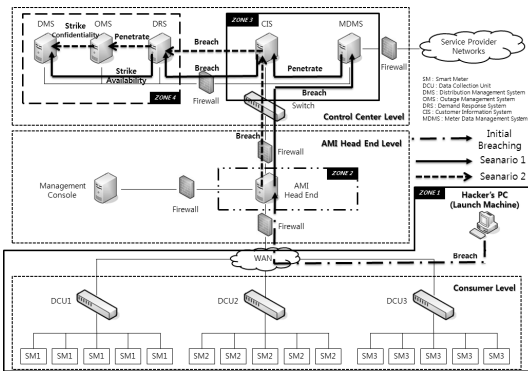 DMS
OMS
DRS
ZONE 3
CIS
MDMS
Strike
Confidentiality
Penetrate
Breach
Strike
Availability
Breach
Penetrate
Breach
ZONE 4
Firewall
Switch
Firewall
Service Provider
Networks
Control Center Level
SM : Smart Meter
DCU : Data Collection Unit
DMS : Distribution Management System
OMS : Outage Management System
DRS : Demand Response System
CIS : Customer Information System
MDMS : Meter Data Management System
Breach
Firewall
AMI Head End Level
Initial
Breaching
Seanario 1
Seanario 2
Management
Console
Firewall
AMI
Head End
ZONE 2
Firewall
ZONE 1
Hacker's PC
(Launch Machine)
WAN
Breach
Consumer Level
DCU1
DCU2
DCU3
SM1 SM1 SM1 SM1 SM1 SM2 SM2 SM2 SM2 SM2 SM3 SM3 SM3 SM3 SM3